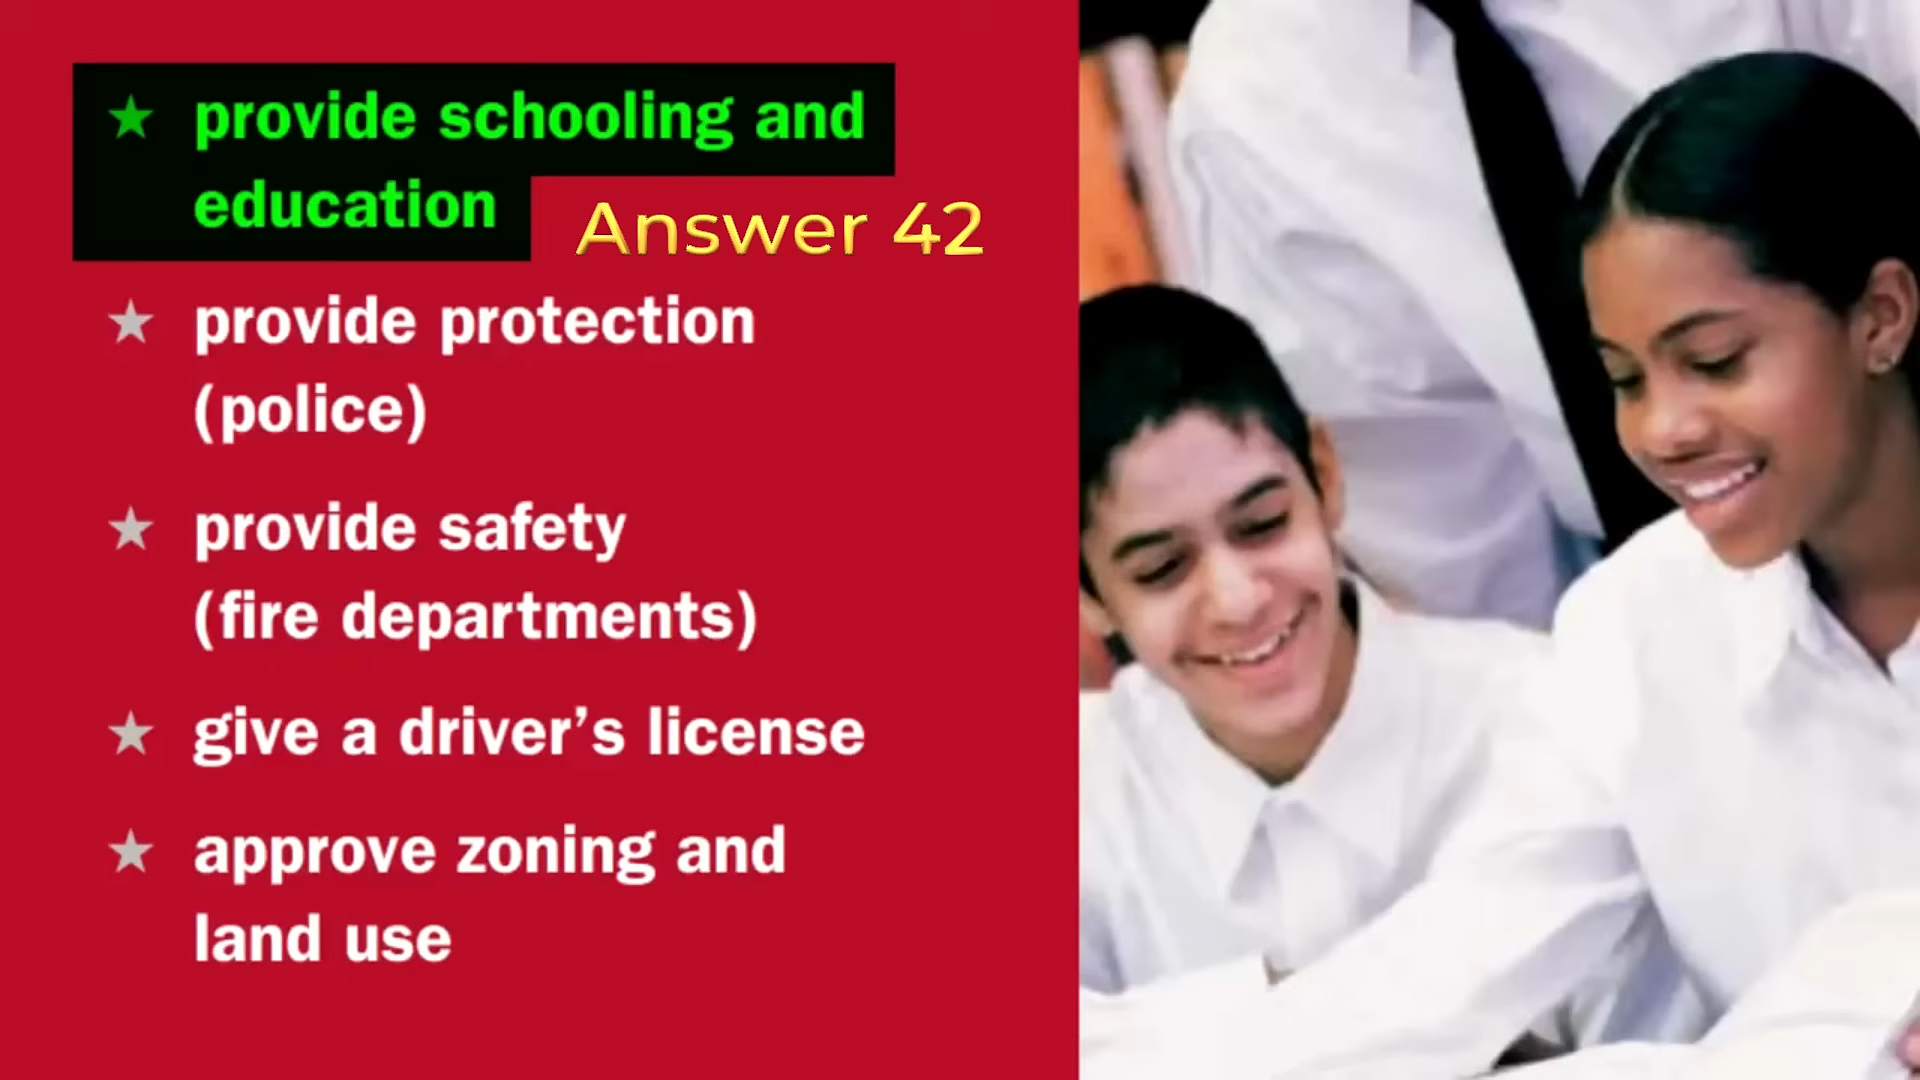 ★ provide schooling and
education
Answer 42
★ provide protection
(police)
★ provide safety
(fire departments)
★ give a driver’s license
★ approve zoning and
land use